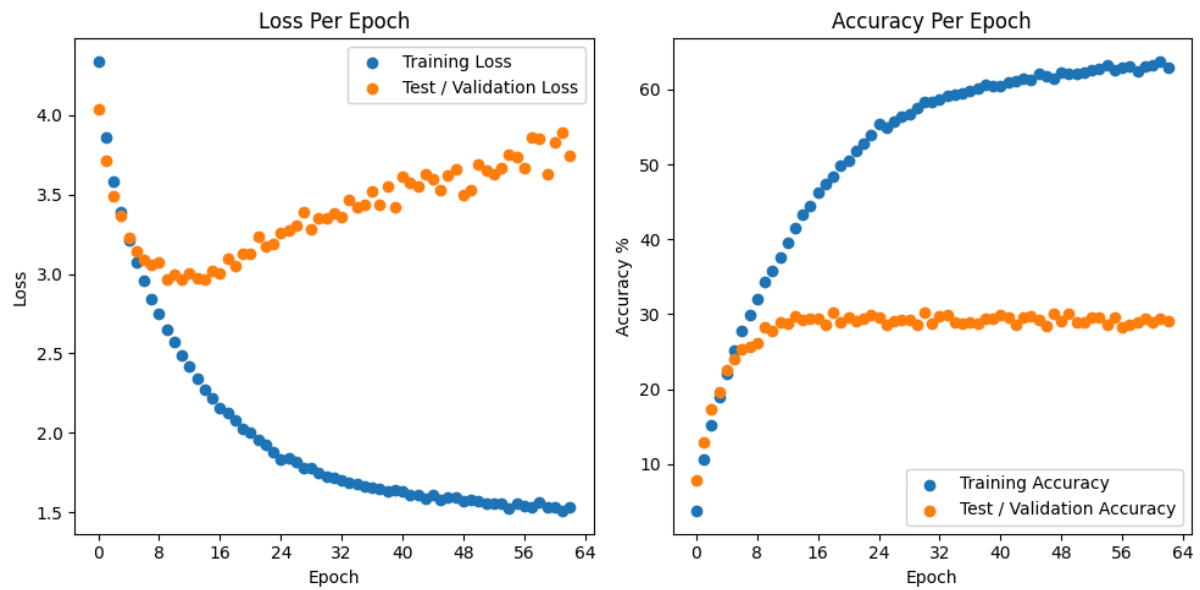 Loss Per Epoch
Training Loss
Test / Validation Loss
4.0
3.5
3.0
2.5
2.0
1.5
Loss
0 8 16 24 32 40 48 56 64
Epoch
Accuracy Per Epoch
60
50
40
30
20
10
Accuracy %
Training Accuracy
Test / Validation Accuracy
0 8 16 24 32 40 48 56 64
Epoch